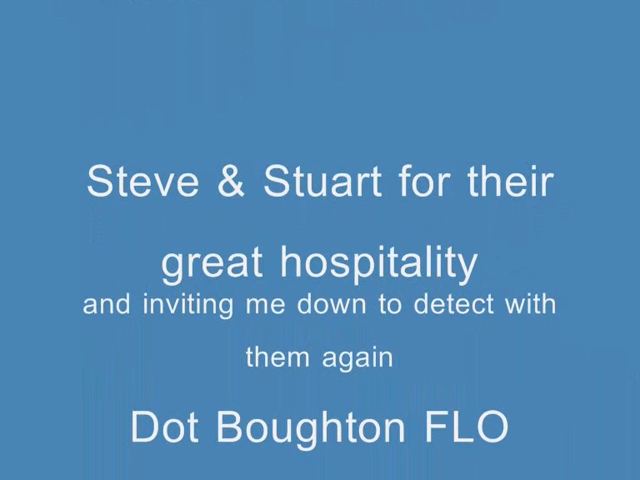 Steve & Stuart for their
great hospitality
and inviting me down to detect with
them again
Dot Boughton FLO